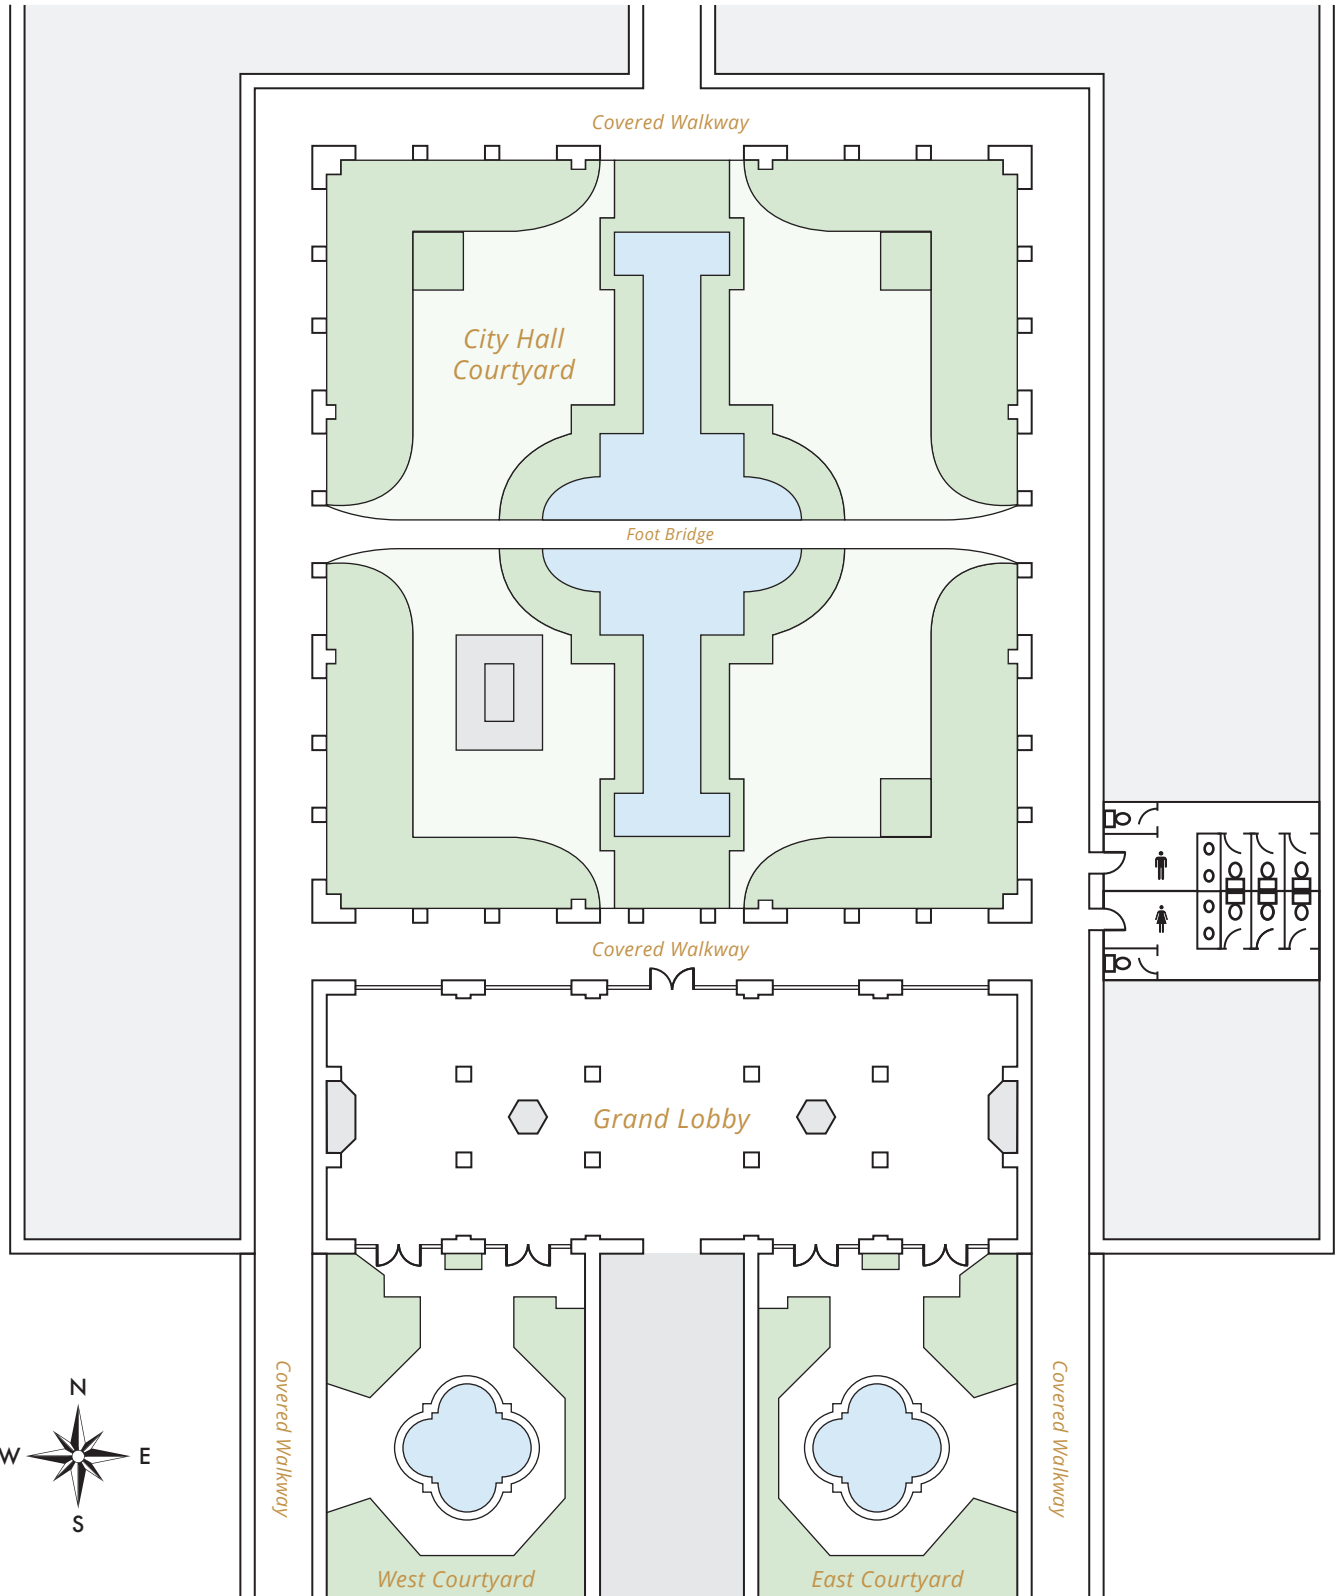 Covered Walkway
City Hall
Courtyard
Foot Bridge
Covered Walkway
Grand Lobby
Covered Walkway
Covered Walkway
N
W
E
S
West Courtyard
East Courtyard